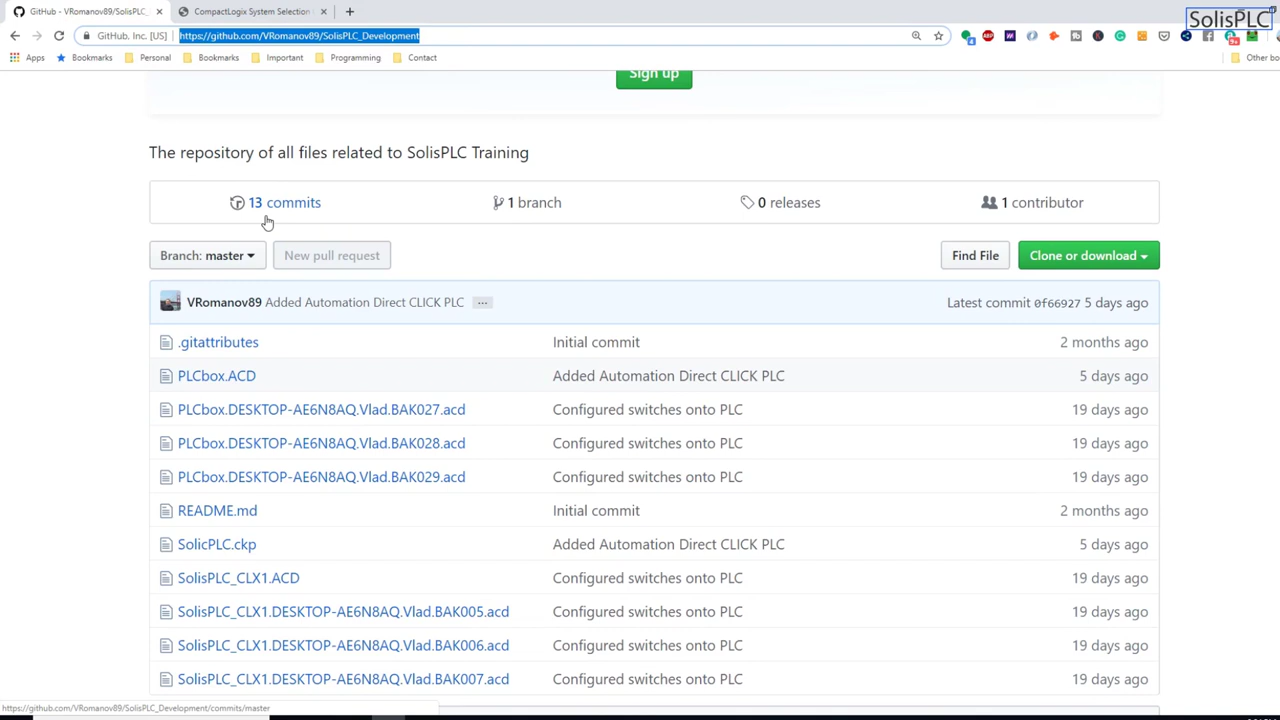 GitHub - VRomanov89/SolisPLC_
CompactLogix System Selection
SolisPLC
GitHub, Inc. [US]
https://github.com/VRomanov89/SolisPLC_Development
Apps
Bookmarks
Personal
Bookmarks
Important
Programming
Contact
Other bo
Sign up
The repository of all files related to SolisPLC Training
13 commits
1 branch
0 releases
1 contributor
Branch: master
New pull request
Find File
Clone or download
VRomanov89 Added Automation Direct CLICK PLC ...
Latest commit 0f66927 5 days ago
.gitattributes Initial commit 2 months ago
PLCbox.ACD Added Automation Direct CLICK PLC 5 days ago
PLCbox.DESKTOP-AE6N8AQ.Vlad.BAK027.acd Configured switches onto PLC 19 days ago
PLCbox.DESKTOP-AE6N8AQ.Vlad.BAK028.acd Configured switches onto PLC 19 days ago
PLCbox.DESKTOP-AE6N8AQ.Vlad.BAK029.acd Configured switches onto PLC 19 days ago
README.md Initial commit 2 months ago
SolicPLC.ckp Added Automation Direct CLICK PLC 5 days ago
SolisPLC_CLX1.ACD Configured switches onto PLC 19 days ago
SolisPLC_CLX1.DESKTOP-AE6N8AQ.Vlad.BAK005.acd Configured switches onto PLC 19 days ago
SolisPLC_CLX1.DESKTOP-AE6N8AQ.Vlad.BAK006.acd Configured switches onto PLC 19 days ago
SolisPLC_CLX1.DESKTOP-AE6N8AQ.Vlad.BAK007.acd Configured switches onto PLC 19 days ago
https://github.com/VRomanov89/SolisPLC_Development/commits/master